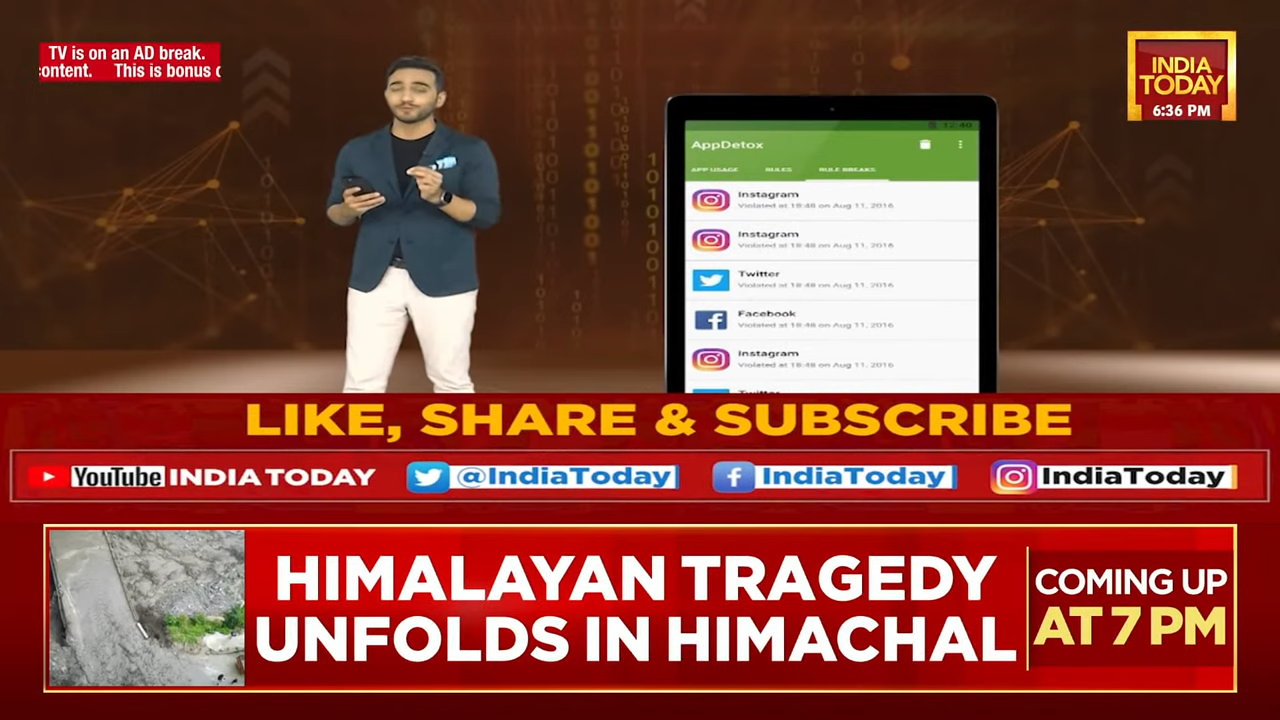 TV is on an AD break.
content. This is bonus
INDIA
TODAY
6:36 PM
12:40
AppDetox
APP USAGE RULES RULE BREAKS
Instagram
Violated at 18:48 on Aug 11, 2016
Instagram
Violated at 18:48 on Aug 11, 2016
Twitter
Violated at 18:48 on Aug 11, 2016
Facebook
Violated at 18:48 on Aug 11, 2016
Instagram
Violated at 18:48 on Aug 11, 2016
Twitter
LIKE, SHARE & SUBSCRIBE
YouTube INDIA TODAY @IndiaToday IndiaToday IndiaToday
HIMALAYAN TRAGEDY
UNFOLDS IN HIMACHAL
COMING UP
AT 7 PM